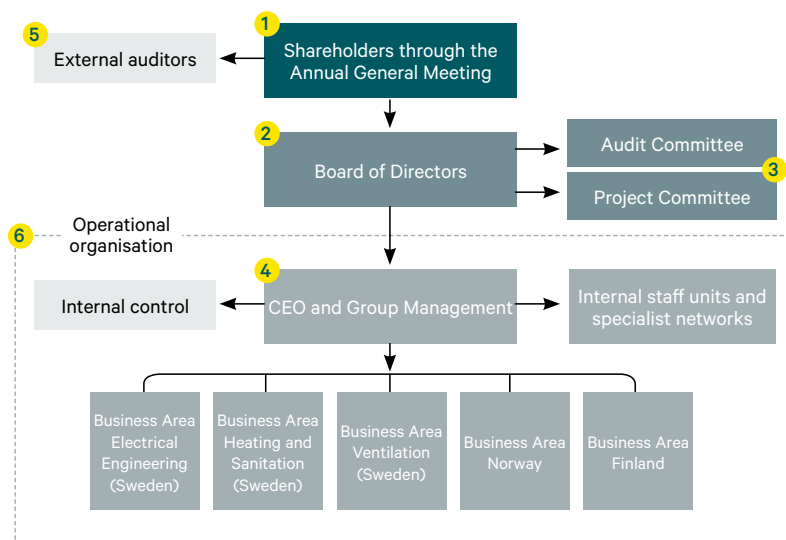 1
5
Shareholders through the
Annual General Meeting
External auditors
2
Board of Directors
Audit Committee
3
Project Committee
6
Operational
organisation
4
CEO and Group Management
Internal control
Internal staff units and
specialist networks
Business Area
Electrical
Engineering
(Sweden)
Business Area
Heating and
Sanitation
(Sweden)
Business Area
Ventilation
(Sweden)
Business Area
Norway
Business Area
Finland